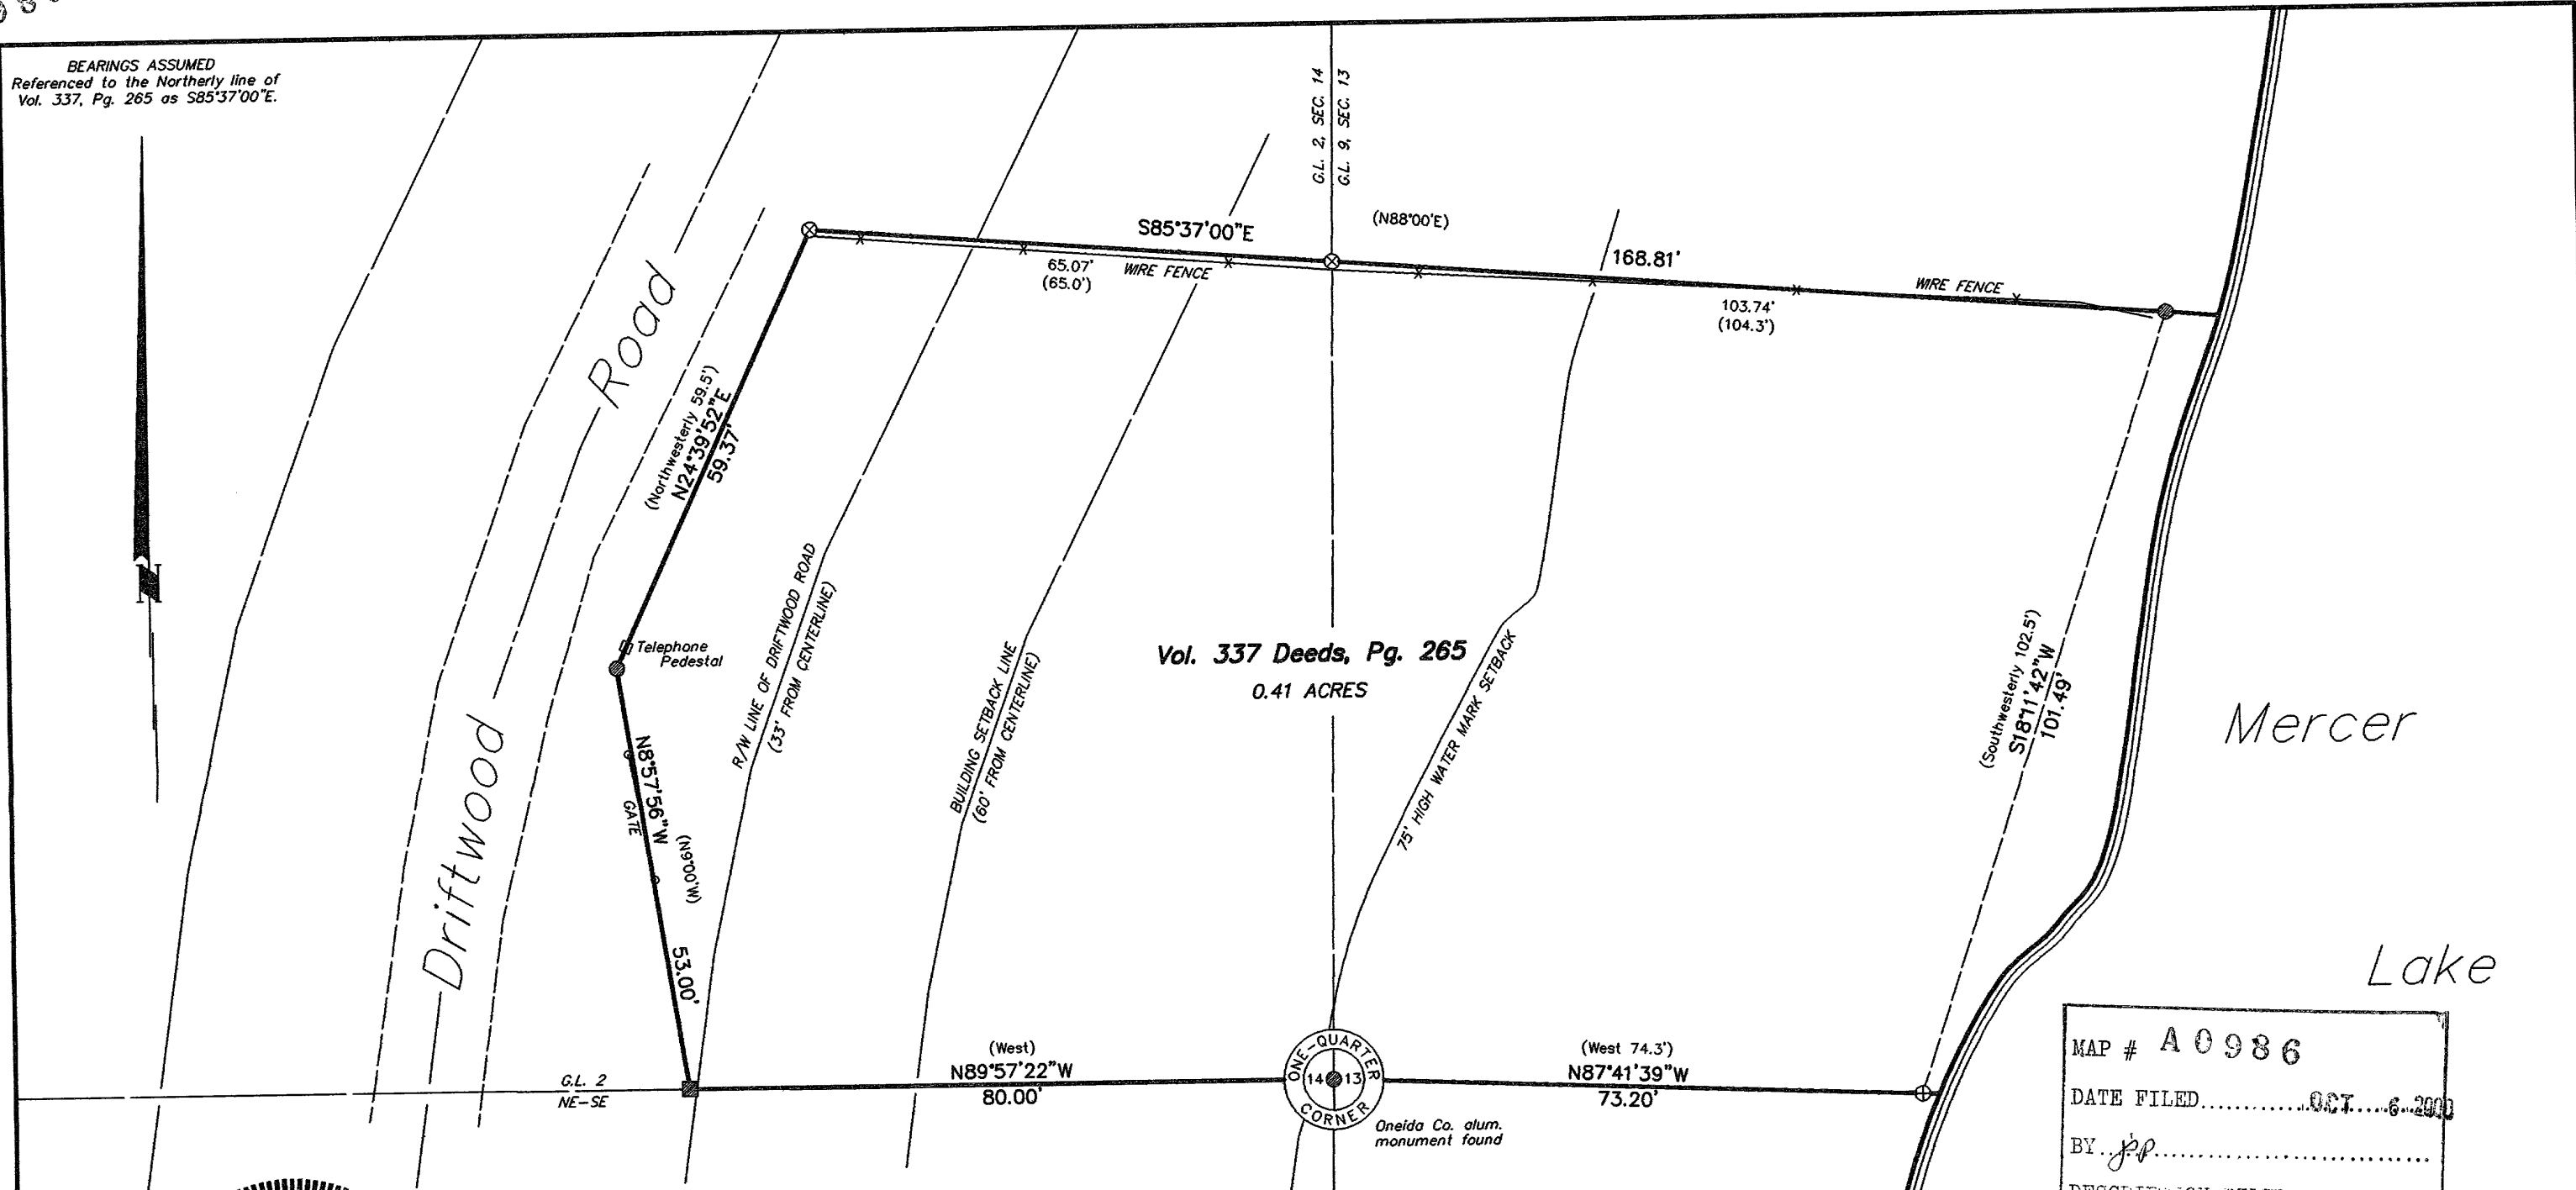 BEARINGS ASSUMED
Referenced to the Northerly line of
Vol. 337, Pg. 265 as S85°37'00"E.
N
G.L. 2, SEC. 14
G.L. 9, SEC. 13
S85°37'00"E
(N88°00'E)
168.81'
65.07'
(65.0')
WIRE FENCE
103.74'
(104.3')
WIRE FENCE
Driftwood Road
(Northwesterly 59.5')
N24°39'52"E
59.37'
Telephone
Pedestal
N8°57'56"W
(N9°00'W)
GATE
53.00'
R/W LINE OF DRIFTWOOD ROAD
(33' FROM CENTERLINE)
BUILDING SETBACK LINE
(60' FROM CENTERLINE)
Vol. 337 Deeds, Pg. 265
0.41 ACRES
75' HIGH WATER MARK SETBACK
(Southwesterly 102.5')
S18°11'42"W
101.49'
Mercer
Lake
G.L. 2
NE-SE
(West)
N89°57'22"W
80.00'
ONE-QUARTER
14 13
CORNER
Oneida Co. alum.
monument found
(West 74.3')
N87°41'39"W
73.20'
MAP # A0986
DATE FILED OCT 6 2000
BY